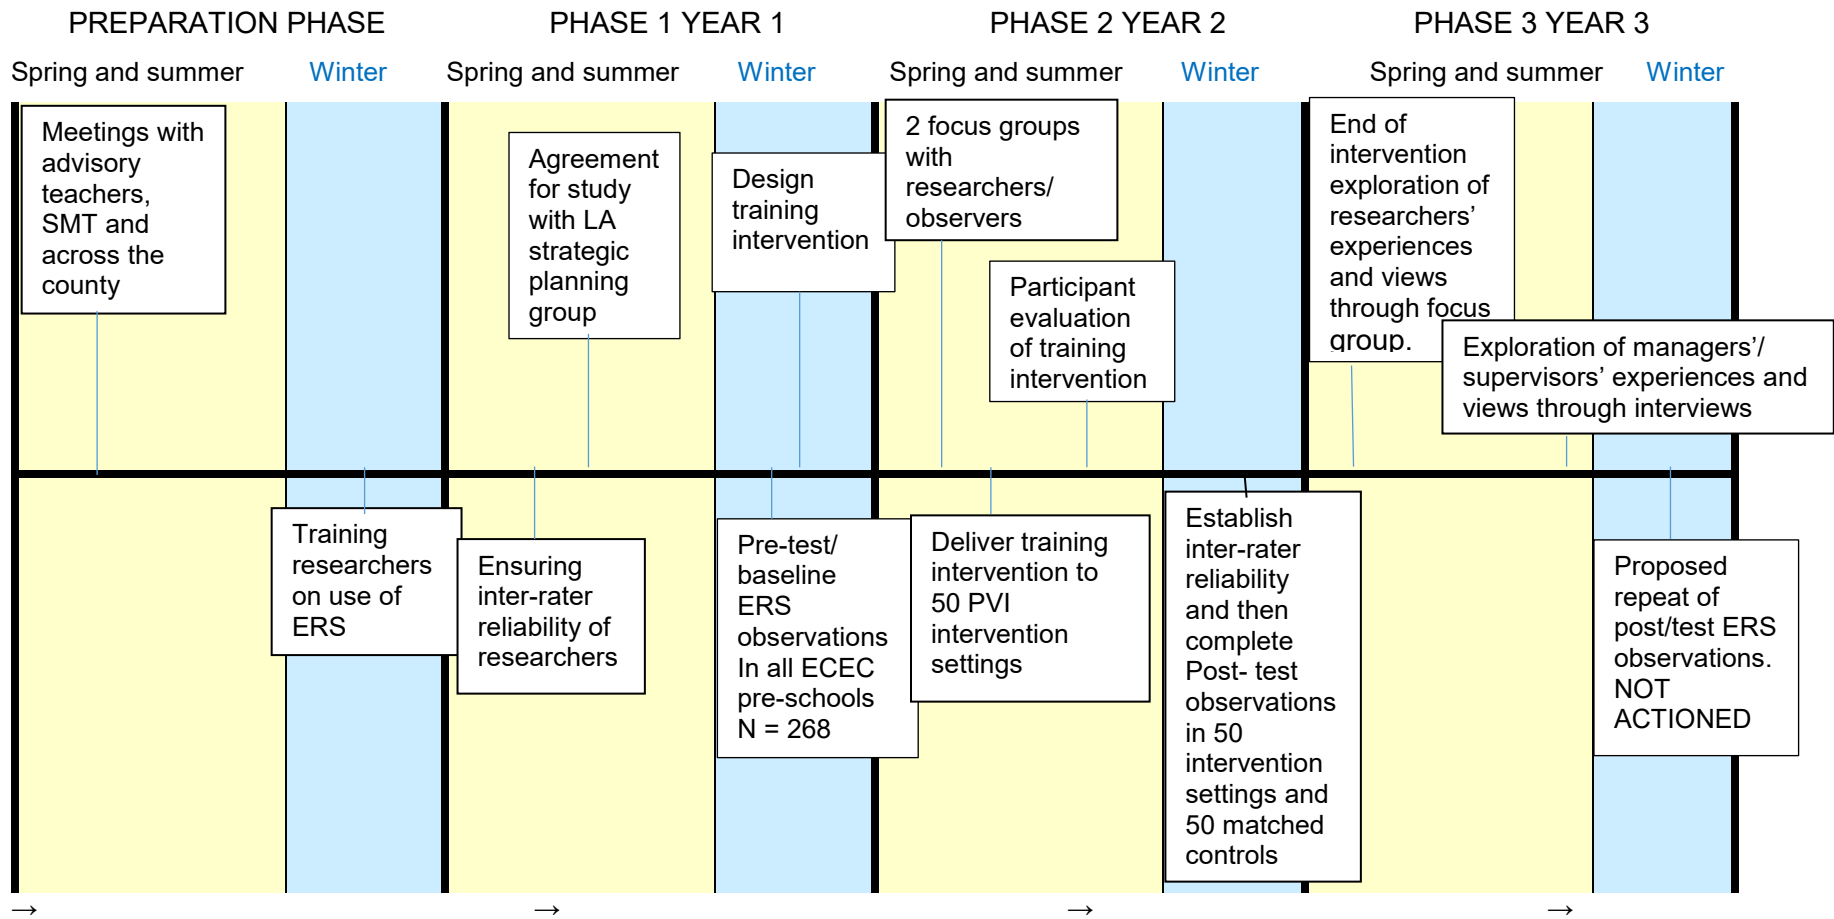 PREPARATION PHASE
PHASE 1 YEAR 1
PHASE 2 YEAR 2
PHASE 3 YEAR 3
Spring and summer
Winter
Spring and summer
Winter
Spring and summer
Winter
Spring and summer
Winter
Meetings with
advisory
teachers,
SMT and
across the
county
Agreement
for study
with LA
strategic
planning
group
Design
training
intervention
2 focus groups
with
researchers/
observers
Participant
evaluation
of training
intervention
End of
intervention
exploration of
researchers’
experiences
and views
through focus
group.
Exploration of managers’/
supervisors’ experiences and
views through interviews
Training
researchers
on use of
ERS
Ensuring
inter-rater
reliability of
researchers
Pre-test/
baseline
ERS
observations
In all ECEC
pre-schools
N = 268
Deliver training
intervention to
50 PVI
intervention
settings
Establish
inter-rater
reliability
and then
complete
Post- test
observations
in 50
intervention
settings and
50 matched
controls
Proposed
repeat of
post/test ERS
observations.
NOT
ACTIONED
→ → → →